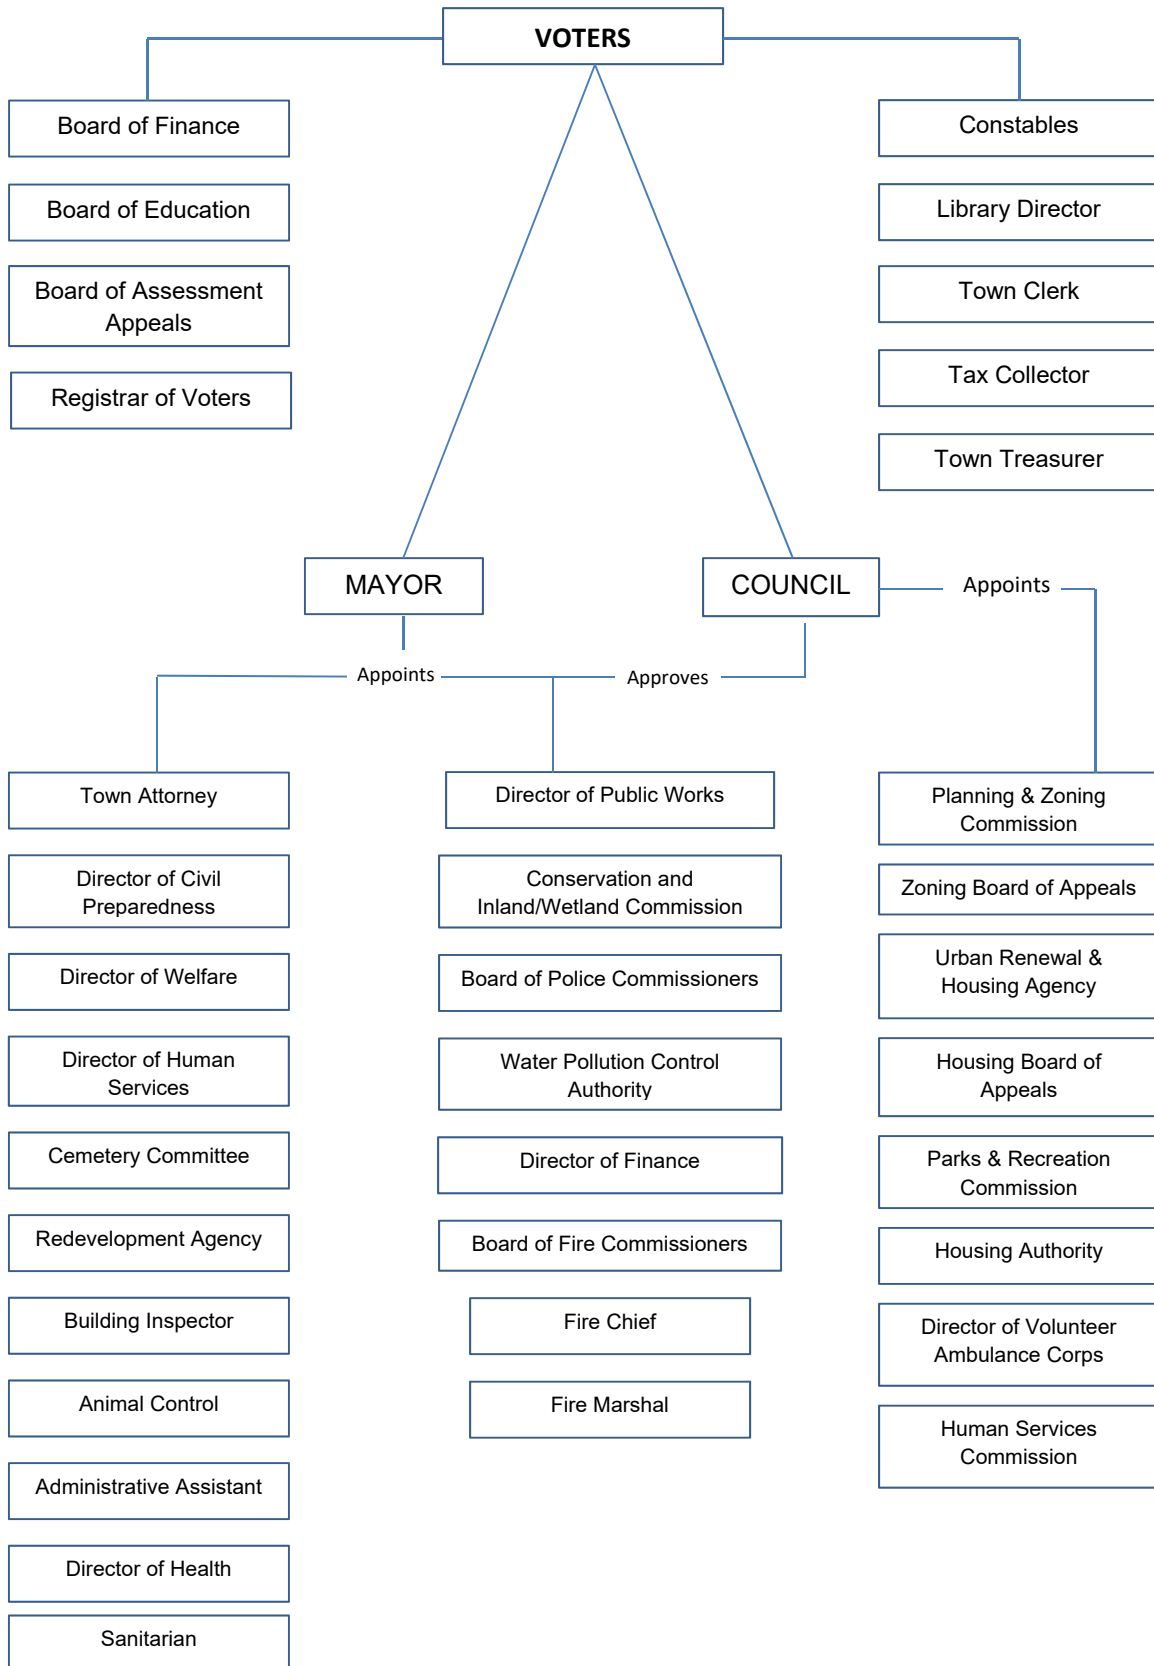 VOTERS
Board of Finance
Board of Education
Board of Assessment
Appeals
Registrar of Voters
Constables
Library Director
Town Clerk
Tax Collector
Town Treasurer
MAYOR
COUNCIL
Appoints
Appoints
Approves
Town Attorney
Director of Civil
Preparedness
Director of Welfare
Director of Human
Services
Cemetery Committee
Redevelopment Agency
Building Inspector
Animal Control
Administrative Assistant
Director of Health
Sanitarian
Director of Public Works
Conservation and
Inland/Wetland Commission
Board of Police Commissioners
Water Pollution Control
Authority
Director of Finance
Board of Fire Commissioners
Fire Chief
Fire Marshal
Planning & Zoning
Commission
Zoning Board of Appeals
Urban Renewal &
Housing Agency
Housing Board of
Appeals
Parks & Recreation
Commission
Housing Authority
Director of Volunteer
Ambulance Corps
Human Services
Commission